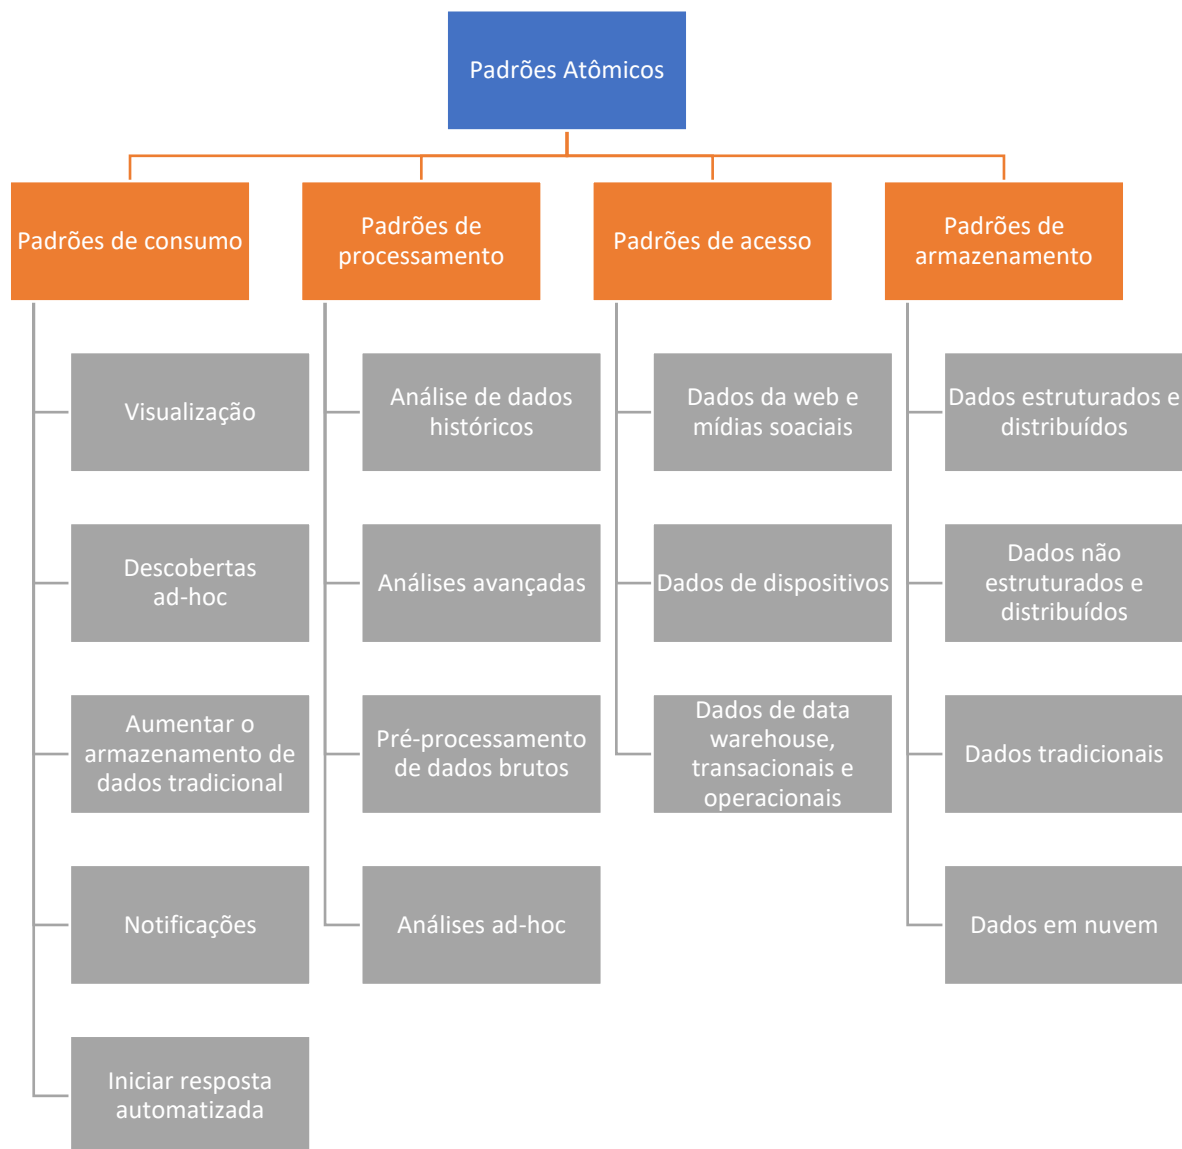 Padrões Atômicos
Padrões de consumo
Padrões de
processamento
Padrões de acesso
Padrões de
armazenamento
Visualização
Descobertas
ad-hoc
Aumentar o
armazenamento de
dados tradicional
Notificações
Iniciar resposta
automatizada
Análise de dados
históricos
Análises avançadas
Pré-processamento
de dados brutos
Análises ad-hoc
Dados da web e
mídias soaciais
Dados de dispositivos
Dados de data
warehouse,
transacionais e
operacionais
Dados estruturados e
distribuídos
Dados não
estruturados e
distribuídos
Dados tradicionais
Dados em nuvem